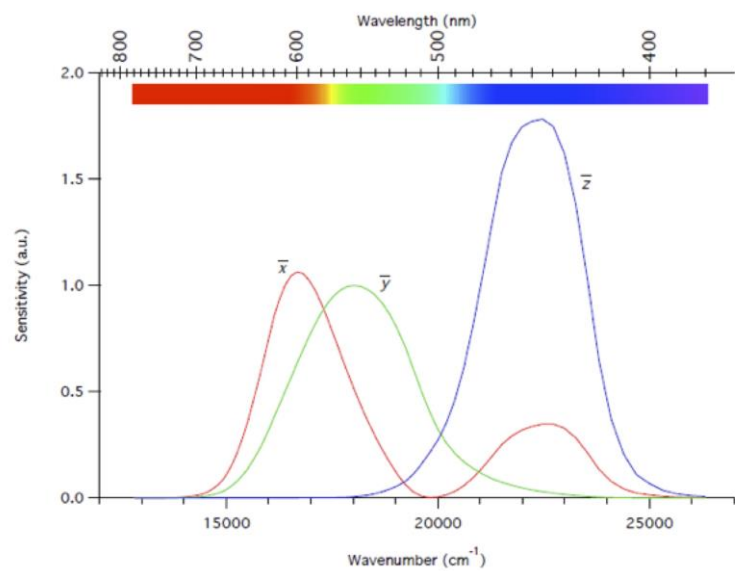 Wavelength (nm)
800 700 600 500 400
2.0
1.5
1.0
0.5
0.0
Sensitivity (a.u.)
x̅
y̅
z̅
15000 20000 25000
Wavenumber (cm⁻¹)